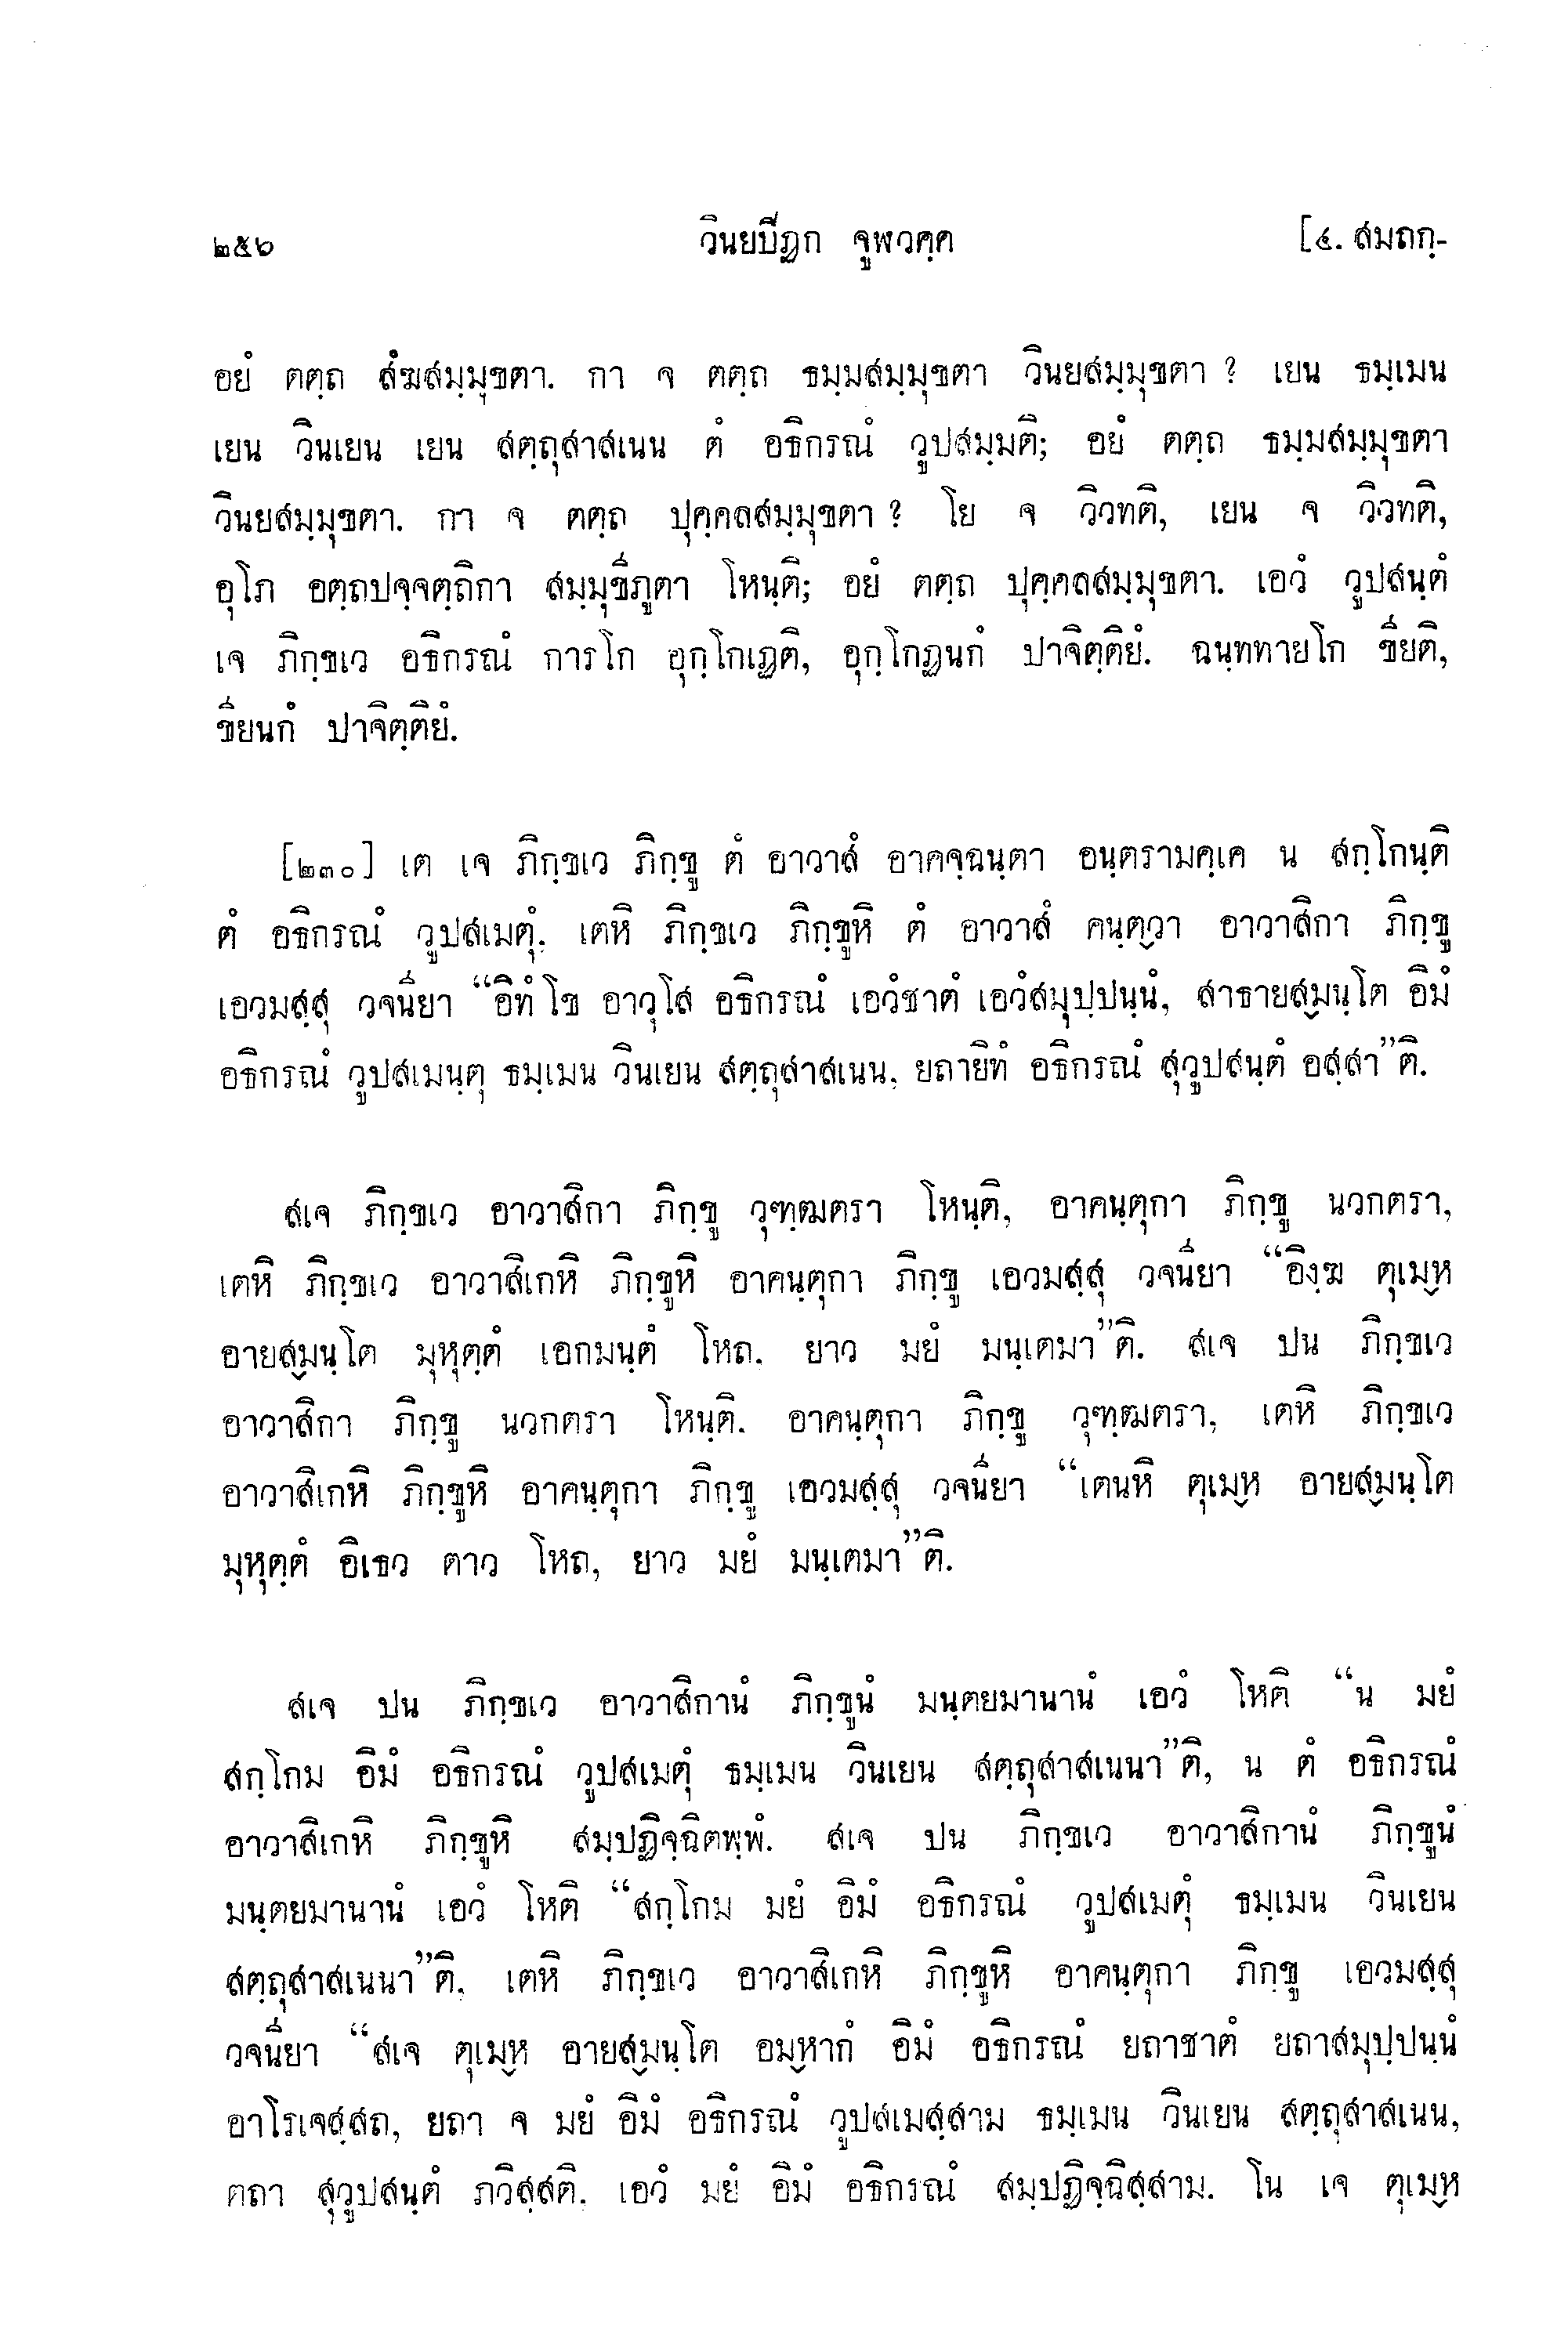 ๒๕๖ วินยปิฏก จูฬวคฺค [๔. สมถกฺ-
อยํ ตตฺถ สํฆสมฺมุขตา. กา จ ตตฺถ ธมฺมสมฺมุขตา วินยสมฺมุขตา ? เยน ธมฺเมน
เยน วินเยน เยน สตฺถุสาสเนน ตํ อธิกรณํ วูปสมฺมติ; อยํ ตตฺถ ธมฺมสมฺมุขตา
วินยสมฺมุขตา. กา จ ตตฺถ ปุคฺคลสมฺมุขตา ? โย จ วิวทติ, เยน จ วิวทติ,
อุโภ อตฺถปจฺจตฺถิกา สมฺมุขีภูตา โหนฺติ; อยํ ตตฺถ ปุคฺคลสมฺมุขตา. เอวํ วูปสนฺตํ
เจ ภิกฺขเว อธิกรณํ การโก อุกฺโกเฏติ, อุกฺโกฏนกํ ปาจิตฺติยํ. ฉนฺททายโก ขียติ,
ขียนกํ ปาจิตฺติยํ.
[๒๓๐] เต เจ ภิกฺขเว ภิกฺขู ตํ อาวาสํ อาคจฺฉนฺตา อนฺตรามคฺเค น สกฺโกนฺติ
ตํ อธิกรณํ วูปสเมตุํ. เตหิ ภิกฺขเว ภิกฺขูหิ ตํ อาวาสํ คนฺตฺวา อาวาสิกา ภิกฺขู
เอวมสฺสุ วจนียา “อิทํ โข อาวุโส อธิกรณํ เอวํชาตํ เอวํสมุปฺปนฺนํ, สาธายสฺมนฺโต อิมํ
อธิกรณํ วูปสเมนฺตุ ธมฺเมน วินเยน สตฺถุสาสเนน, ยถายิทํ อธิกรณํ สุวูปสนฺตํ อสฺสา”ติ.
สเจ ภิกฺขเว อาวาสิกา ภิกฺขู วุฑฺฒตรา โหนฺติ, อาคนฺตุกา ภิกฺขู นวกตรา,
เตหิ ภิกฺขเว อาวาสิเกหิ ภิกฺขูหิ อาคนฺตุกา ภิกฺขู เอวมสฺสุ วจนียา “อิงฺฆ ตุเมฺห
อายสฺมนฺโต มุหุตฺตํ เอกมนฺตํ โหถ, ยาว มยํ มนฺเตมา”ติ. สเจ ปน ภิกฺขเว
อาวาสิกา ภิกฺขู นวกตรา โหนฺติ. อาคนฺตุกา ภิกฺขู วุฑฺฒตรา, เตหิ ภิกฺขเว
อาวาสิเกหิ ภิกฺขูหิ อาคนฺตุกา ภิกฺขู เอวมสฺสุ วจนียา “เตนหิ ตุเมฺห อายสฺมนฺโต
มุหุตฺตํ อิเธว ตาว โหถ, ยาว มยํ มนฺเตมา”ติ.
สเจ ปน ภิกฺขเว อาวาสิกานํ ภิกฺขูนํ มนฺตยมานานํ เอวํ โหติ “น มยํ
สกฺโกม อิมํ อธิกรณํ วูปสเมตุํ ธมฺเมน วินเยน สตฺถุสาสเนนา”ติ, น ตํ อธิกรณํ
อาวาสิเกหิ ภิกฺขูหิ สมฺปฏิจฺฉิตพฺพํ. สเจ ปน ภิกฺขเว อาวาสิกานํ ภิกฺขูนํ
มนฺตยมานานํ เอวํ โหติ “สกฺโกม มยํ อิมํ อธิกรณํ วูปสเมตุํ ธมฺเมน วินเยน
สตฺถุสาสเนนา”ติ, เตหิ ภิกฺขเว อาวาสิเกหิ ภิกฺขูหิ อาคนฺตุกา ภิกฺขู เอวมสฺสุ
วจนียา “สเจ ตุเมฺห อายสฺมนฺโต อมฺหากํ อิมํ อธิกรณํ ยถาชาตํ ยถาสมุปฺปนฺนํ
อาโรเจสฺสถ, ยถา จ มยํ อิมํ อธิกรณํ วูปสเมสฺสาม ธมฺเมน วินเยน สตฺถุสาสเนน,
ตถา สุวูปสนฺตํ ภวิสฺสติ. เอวํ มยํ อิมํ อธิกรณํ สมฺปฏิจฺฉิสฺสาม. โน เจ ตุเมฺห